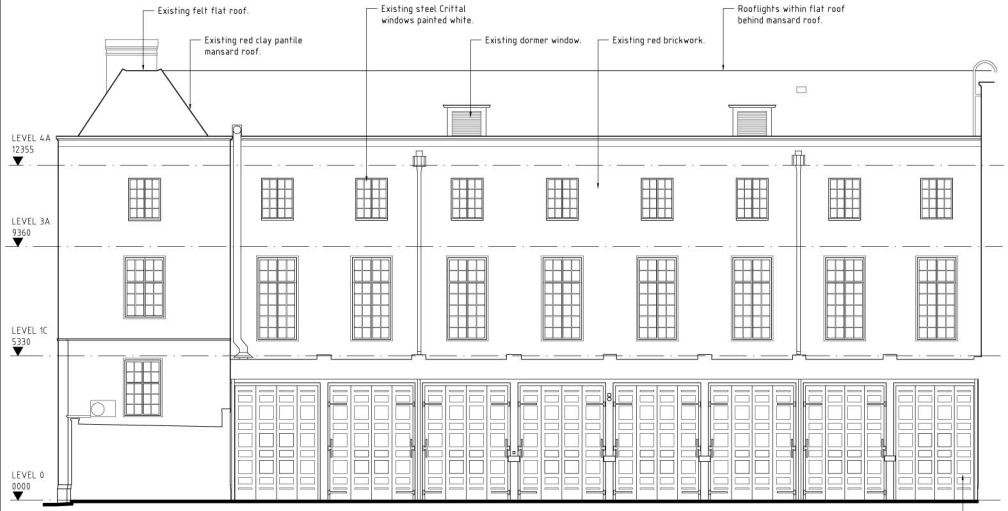 Existing felt flat roof.
Existing steel Crittal
windows painted white.
Rooflights within flat roof
behind mansard roof.
Existing red clay pantile
mansard roof.
Existing dormer window.
Existing red brickwork.
LEVEL 4A
12355
LEVEL 3A
9360
LEVEL 1C
5330
LEVEL 0
0000